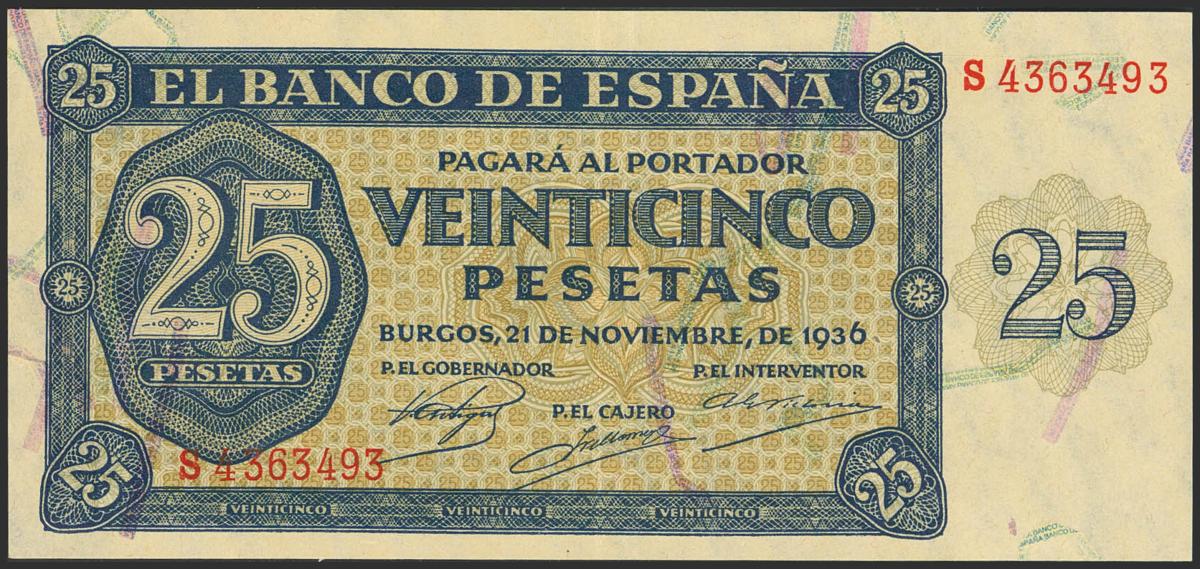 25 EL BANCO DE ESPAÑA 25
S 4363493
PAGARÁ AL PORTADOR
VEINTICINCO
PESETAS
25
PESETAS
25
25
25
BURGOS, 21 DE NOVIEMBRE, DE 1936
P. EL GOBERNADOR
P. EL INTERVENTOR
P. EL CAJERO
S 4363493
25
25
VEINTICINCO VEINTICINCO VEINTICINCO